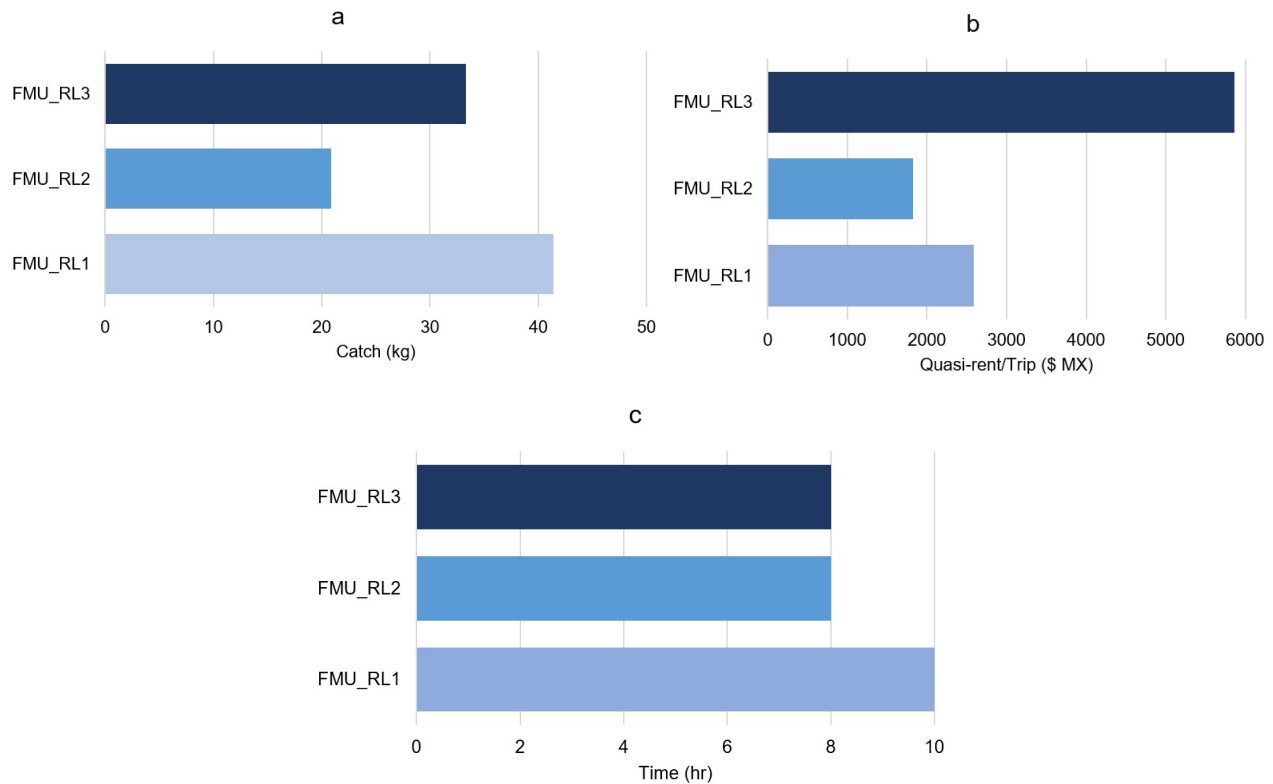 a
FMU_RL3
FMU_RL2
FMU_RL1
0 10 20 30 40 50
Catch (kg)
b
FMU_RL3
FMU_RL2
FMU_RL1
0 1000 2000 3000 4000 5000 6000
Quasi-rent/Trip ($ MX)
c
FMU_RL3
FMU_RL2
FMU_RL1
0 2 4 6 8 10
Time (hr)